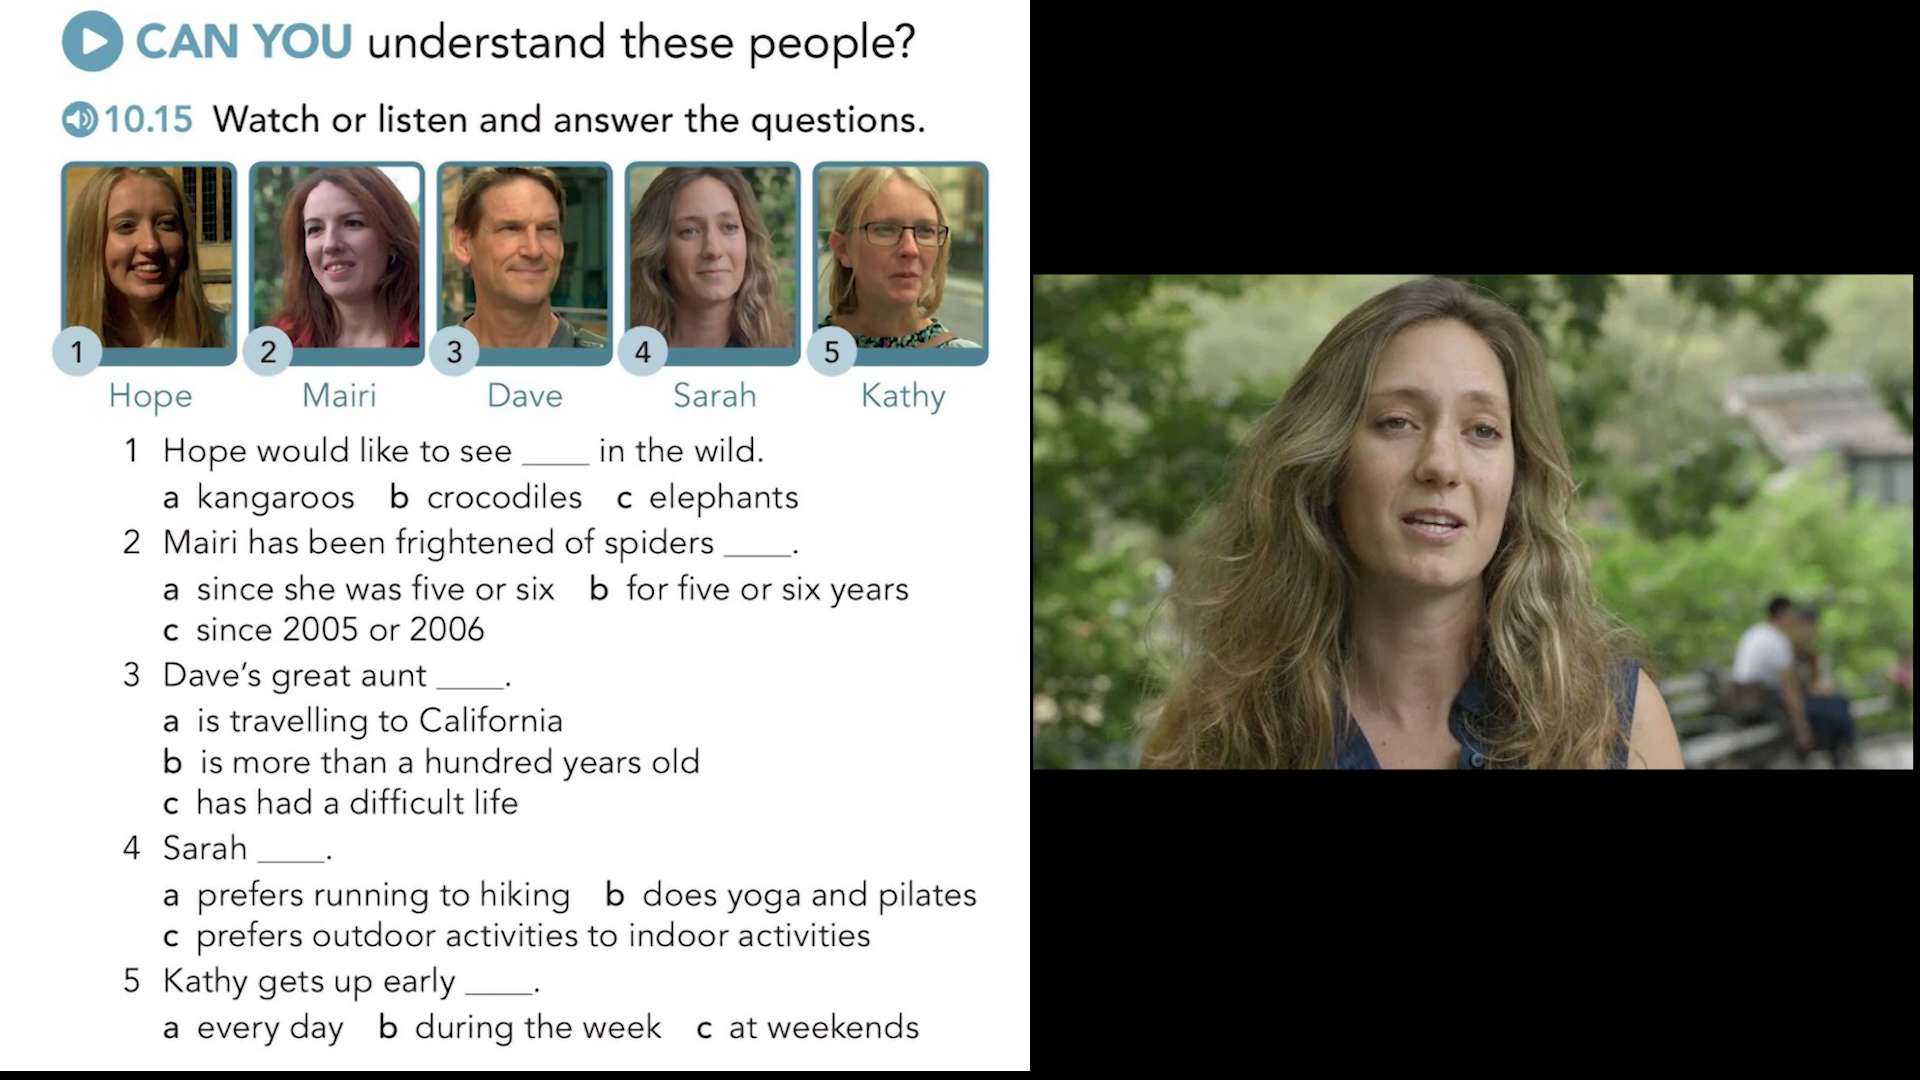 CAN YOU understand these people?
10.15 Watch or listen and answer the questions.
1 2 3 4 5
Hope Mairi Dave Sarah Kathy
1 Hope would like to see ____ in the wild.
a kangaroos b crocodiles c elephants
2 Mairi has been frightened of spiders ____.
a since she was five or six b for five or six years
c since 2005 or 2006
3 Dave’s great aunt ____.
a is travelling to California
b is more than a hundred years old
c has had a difficult life
4 Sarah ____.
a prefers running to hiking b does yoga and pilates
c prefers outdoor activities to indoor activities
5 Kathy gets up early ____.
a every day b during the week c at weekends